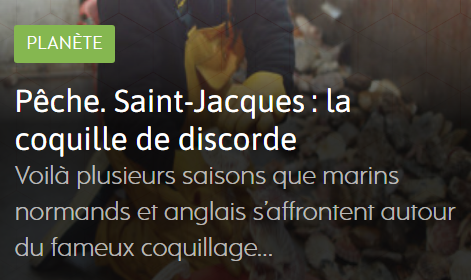 PLANÈTE
Pêche. Saint-Jacques : la
coquille de discorde
Voilà plusieurs saisons que marins
normands et anglais s’affrontent autour
du fameux coquillage...